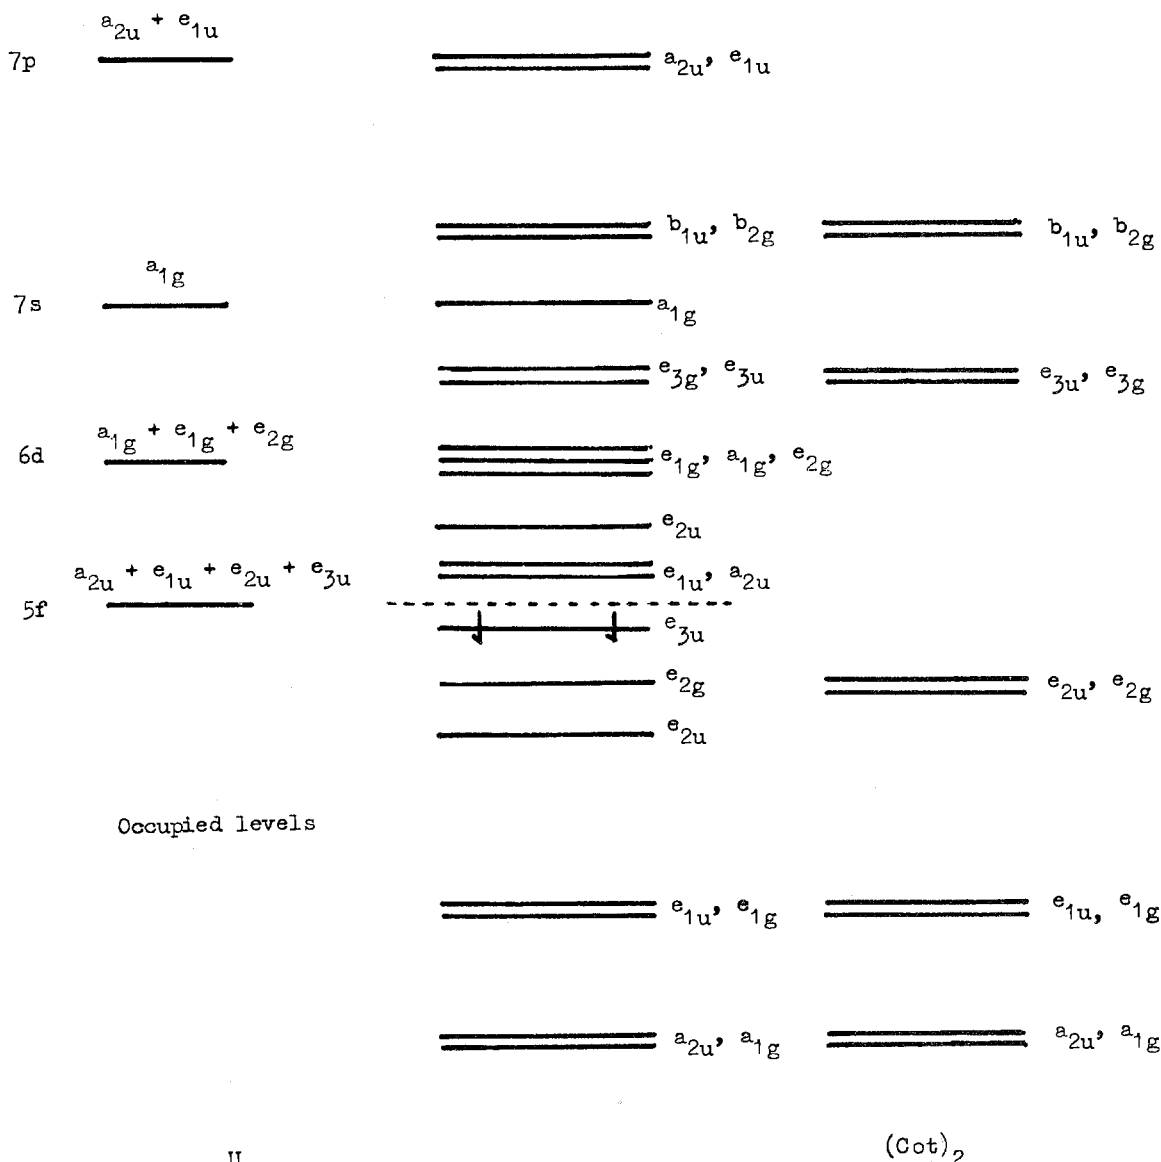 a2u + e1u
7p
a2u, e1u
b1u, b2g
b1u, b2g
a1g
7s
a1g
e3g, e3u
e3u, e3g
a1g + e1g + e2g
6d
e1g, a1g, e2g
e2u
a2u + e1u + e2u + e3u
e1u, a2u
5f
e3u
e2g
e2u, e2g
e2u
Occupied levels
e1u, e1g
e1u, e1g
a2u, a1g
a2u, a1g
U
(Cot)2